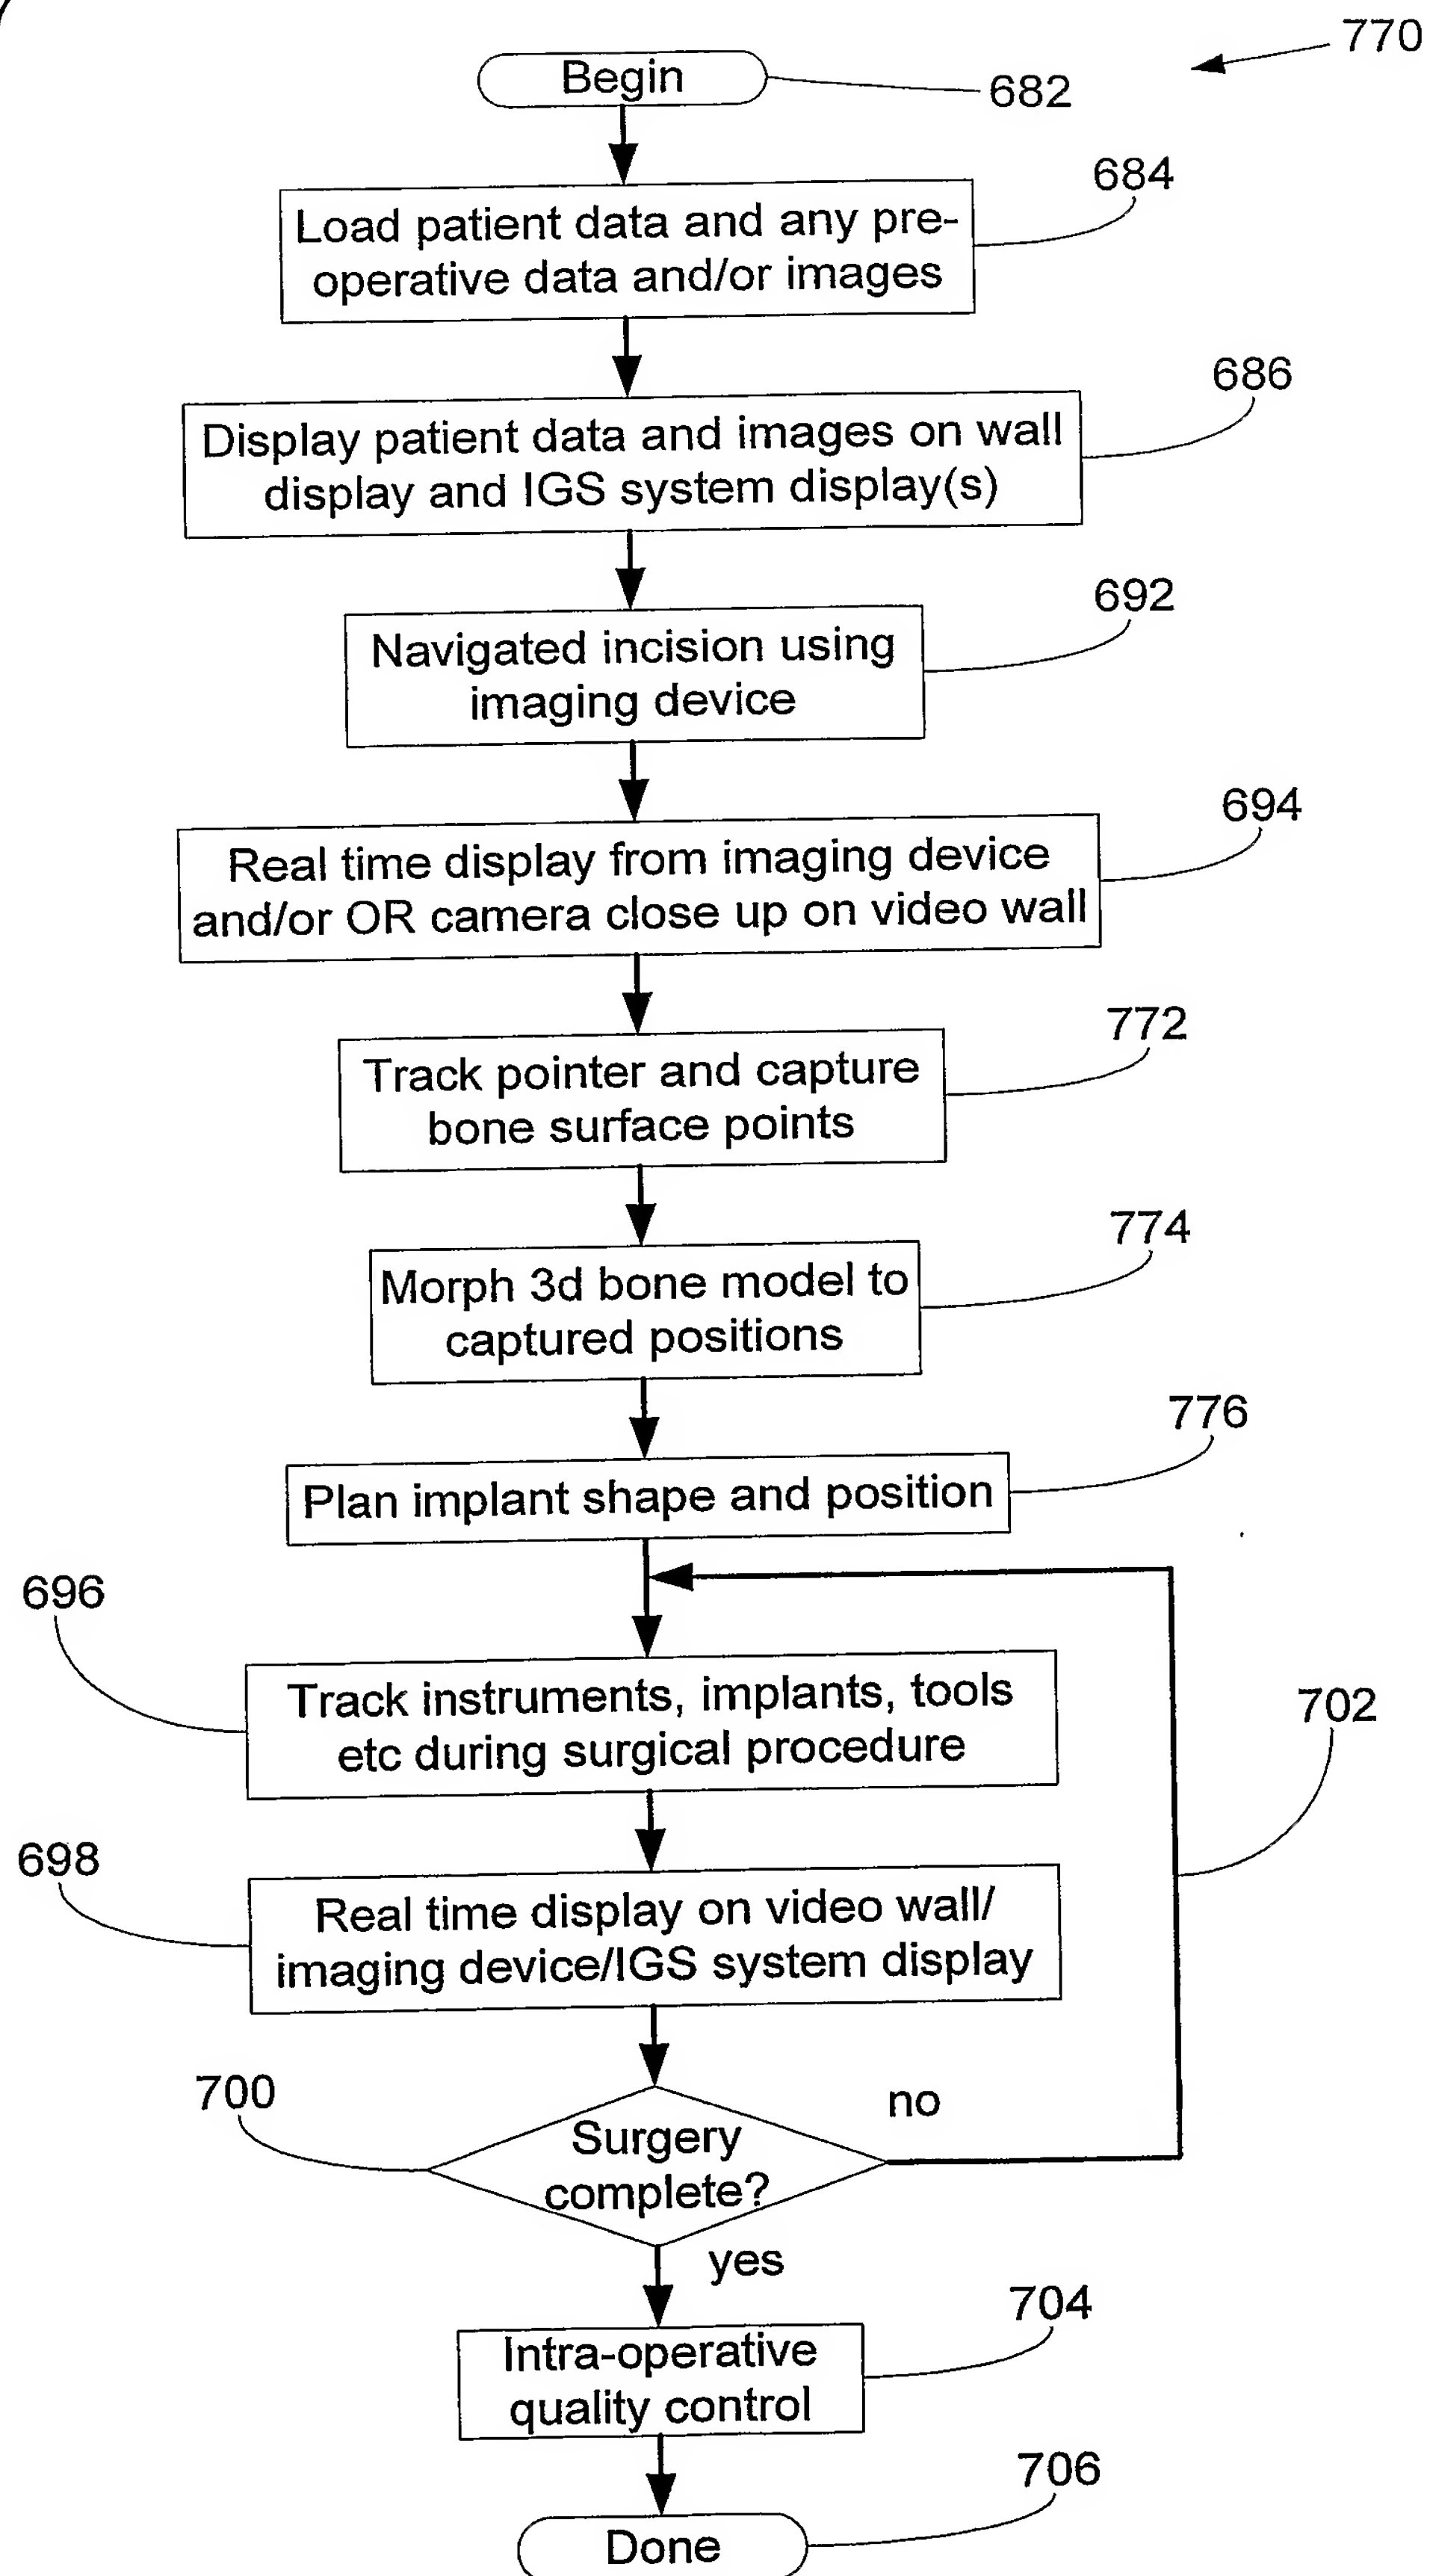 770
Begin
682
684
Load patient data and any pre-
operative data and/or images
686
Display patient data and images on wall
display and IGS system display(s)
692
Navigated incision using
imaging device
694
Real time display from imaging device
and/or OR camera close up on video wall
772
Track pointer and capture
bone surface points
774
Morph 3d bone model to
captured positions
776
Plan implant shape and position
696
Track instruments, implants, tools
etc during surgical procedure
702
698
Real time display on video wall/
imaging device/IGS system display
700
no
Surgery
complete?
yes
704
Intra-operative
quality control
706
Done